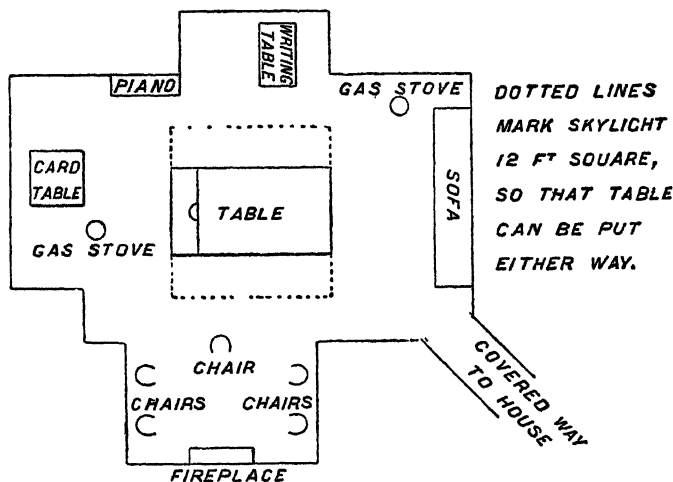 WRITING
TABLE
PIANO
GAS STOVE
DOTTED LINES
MARK SKYLIGHT
12 FT SQUARE,
SO THAT TABLE
CAN BE PUT
EITHER WAY.
CARD
TABLE
TABLE
SOFA
GAS STOVE
CHAIR
CHAIRS
CHAIRS
COVERED WAY
TO HOUSE
FIREPLACE